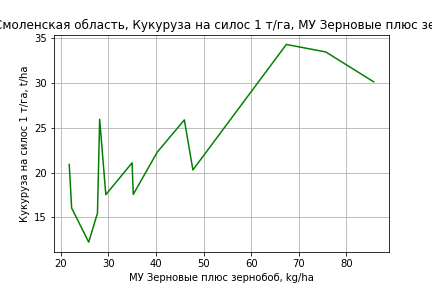 Смоленская область, Кукуруза на силос 1 т/га, МУ Зерновые плюс зе
35
30
25
20
15
Кукуруза на силос 1 т/га, t/ha
20 30 40 50 60 70 80
МУ Зерновые плюс зернобоб, kg/ha